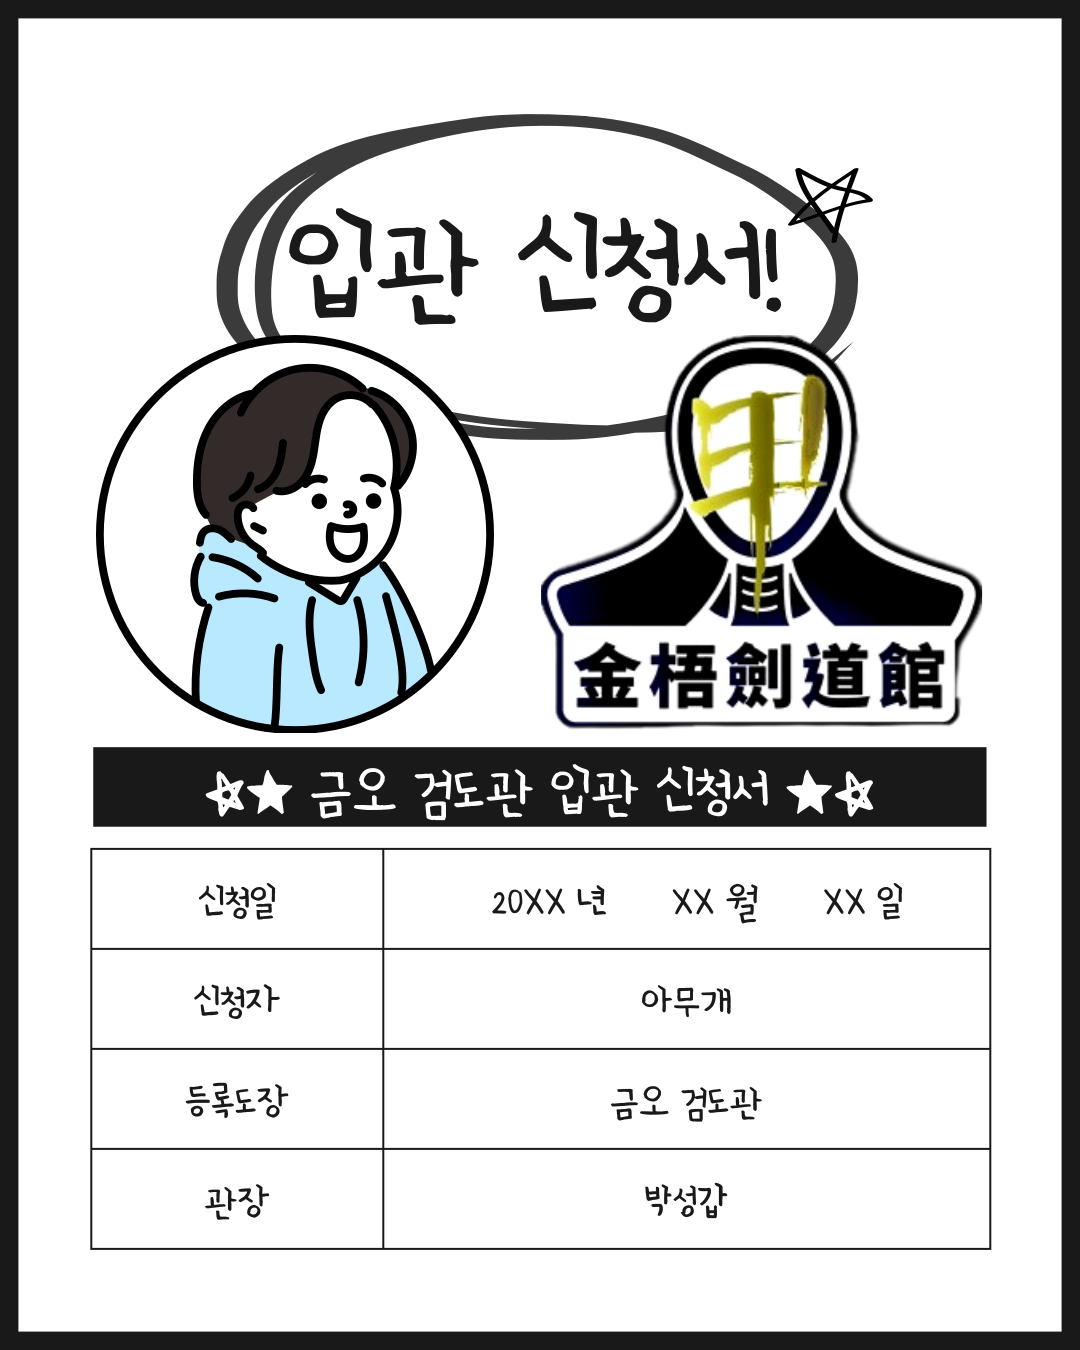 입관 신청서!
甲
金梧劍道館
☆★ 금오 검도관 입관 신청서 ★☆
신청일 20XX 년 XX 월 XX 일
신청자 아무개
등록도장 금오 검도관
관장 박성갑